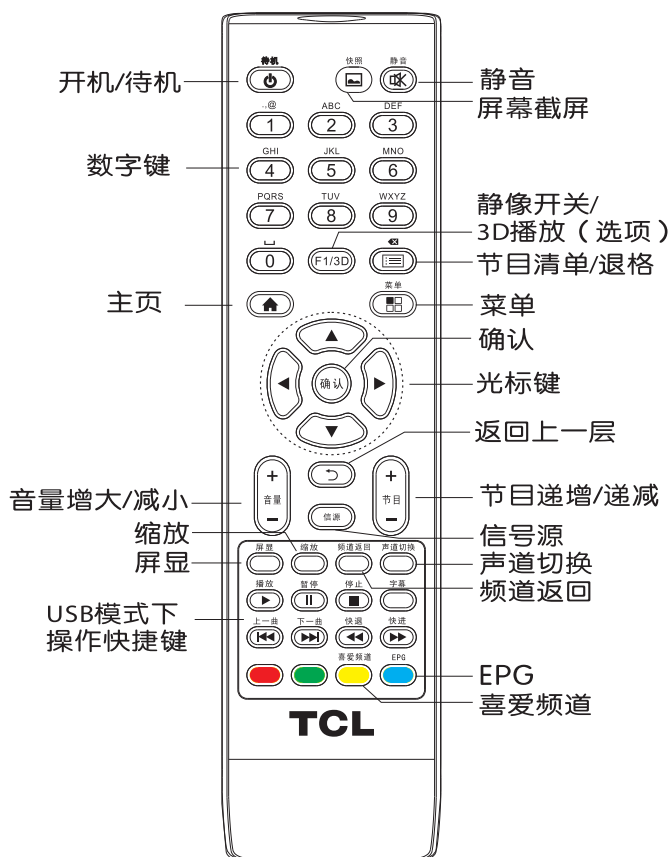 待机
快照
静音
开机/待机
静音
屏幕截屏
.,@
ABC
DEF
1
2
3
GHI
JKL
MNO
数字键
4
5
6
PQRS
TUV
WXYZ
7
8
9
静像开关/
3D播放（选项）
0
F1/3D
节目清单/退格
主页
菜单
菜单
确认
确认
光标键
返回上一层
+
音量
−
+
节目
−
信源
音量增大/减小
节目递增/递减
缩放
信号源
屏显
声道切换
频道返回
屏显
缩放
频道返回
声道切换
播放
暂停
停止
字幕
USB模式下
操作快捷键
上一曲
下一曲
快退
快进
喜爱频道
EPG
EPG
喜爱频道
TCL